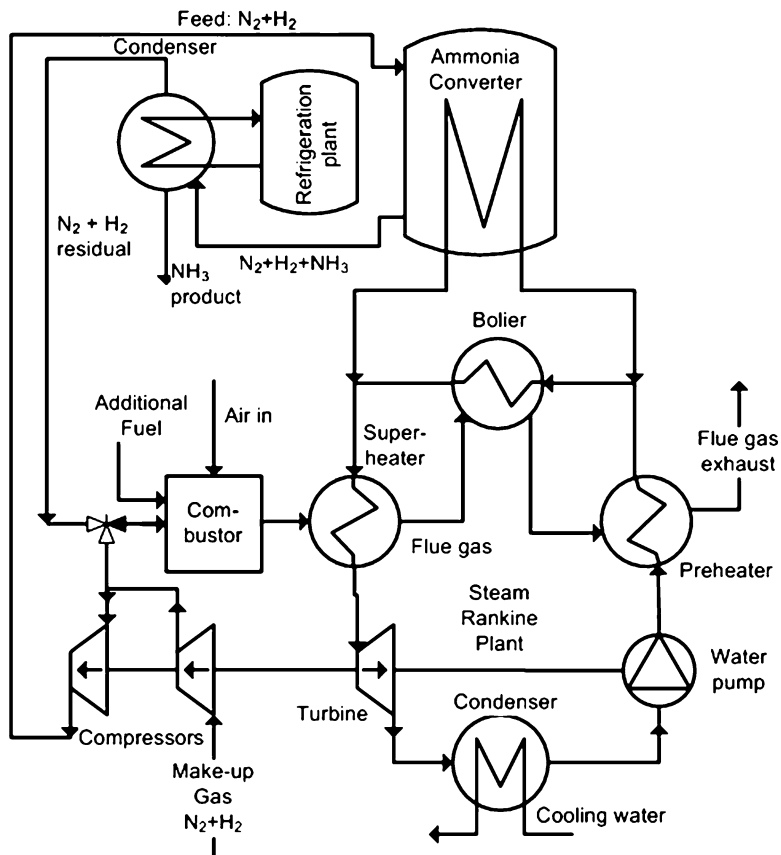 Feed: N₂+H₂
Condenser
Ammonia
Converter
Refrigeration
plant
N₂ + H₂
residual
NH₃
product
N₂+H₂+NH₃
Bolier
Additional
Fuel
Air in
Super-
heater
Flue gas
exhaust
Com-
bustor
Flue gas
Preheater
Steam
Rankine
Plant
Water
pump
Turbine
Condenser
Compressors
Make-up
Gas
N₂+H₂
Cooling water